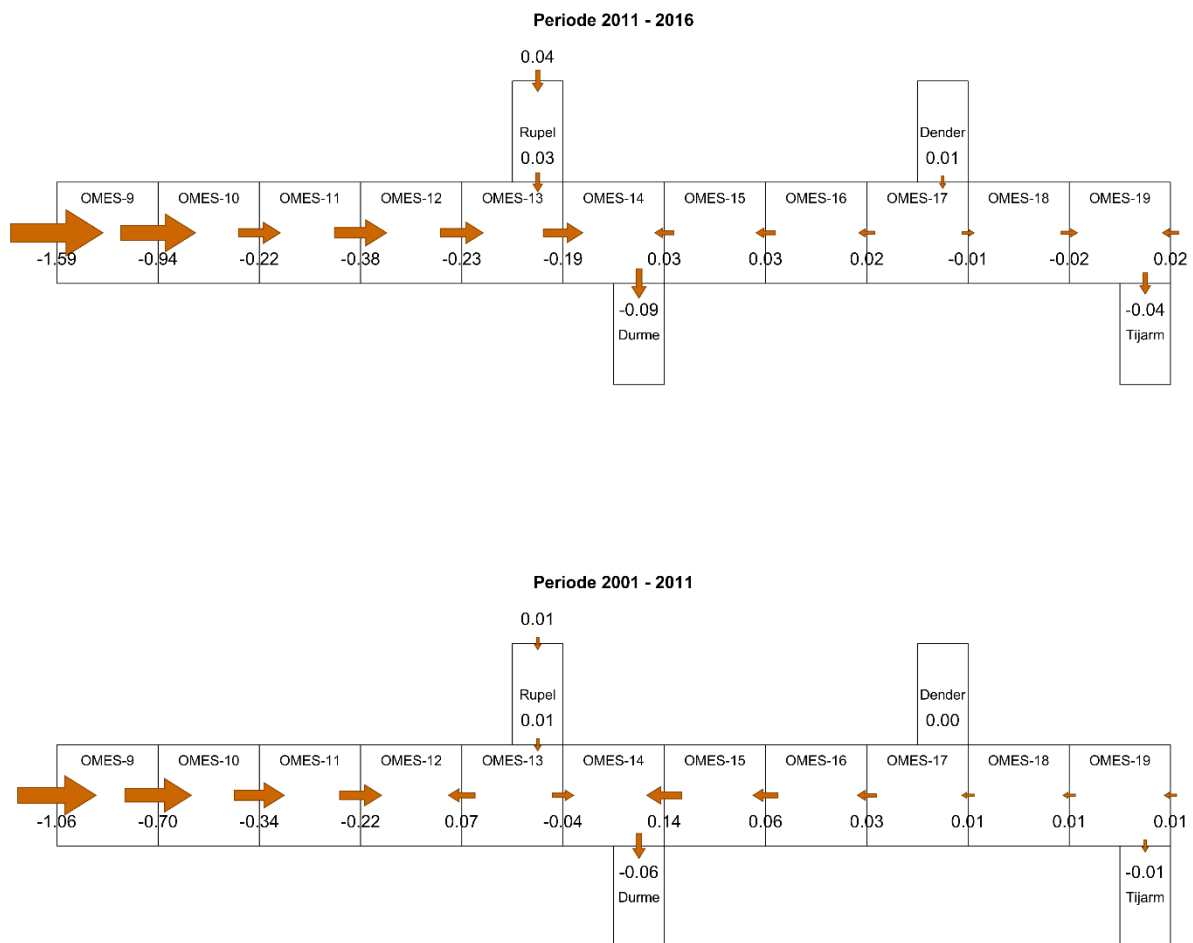 Periode 2011 - 2016
0.04
Rupel
0.03
Dender
0.01
OMES-9 OMES-10 OMES-11 OMES-12 OMES-13 OMES-14 OMES-15 OMES-16 OMES-17 OMES-18 OMES-19
-1.59 -0.94 -0.22 -0.38 -0.23 -0.19 0.03 0.03 0.02 -0.01 -0.02 0.02
-0.09
Durme
-0.04
Tijarm
Periode 2001 - 2011
0.01
Rupel
0.01
Dender
0.00
OMES-9 OMES-10 OMES-11 OMES-12 OMES-13 OMES-14 OMES-15 OMES-16 OMES-17 OMES-18 OMES-19
-1.06 -0.70 -0.34 -0.22 0.07 -0.04 0.14 0.06 0.03 0.01 0.01 0.01
-0.06
Durme
-0.01
Tijarm